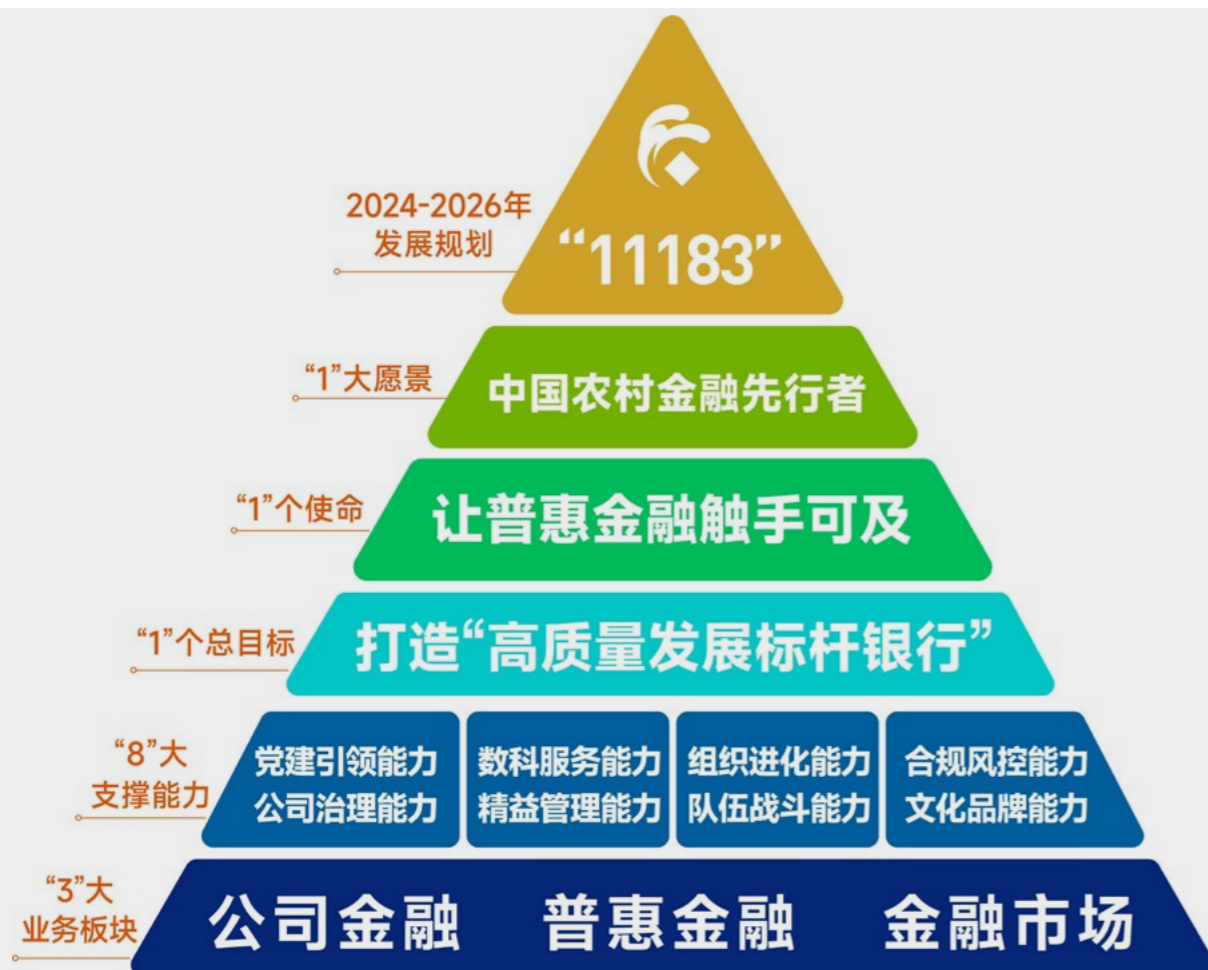 2024-2026年
发展规划
“11183”
“1”大愿景
中国农村金融先行者
“1”个使命
让普惠金融触手可及
“1”个总目标
打造“高质量发展标杆银行”
“8”大
支撑能力
党建引领能力 数科服务能力 组织进化能力 合规风控能力
公司治理能力 精益管理能力 队伍战斗能力 文化品牌能力
“3”大
业务板块
公司金融 普惠金融 金融市场